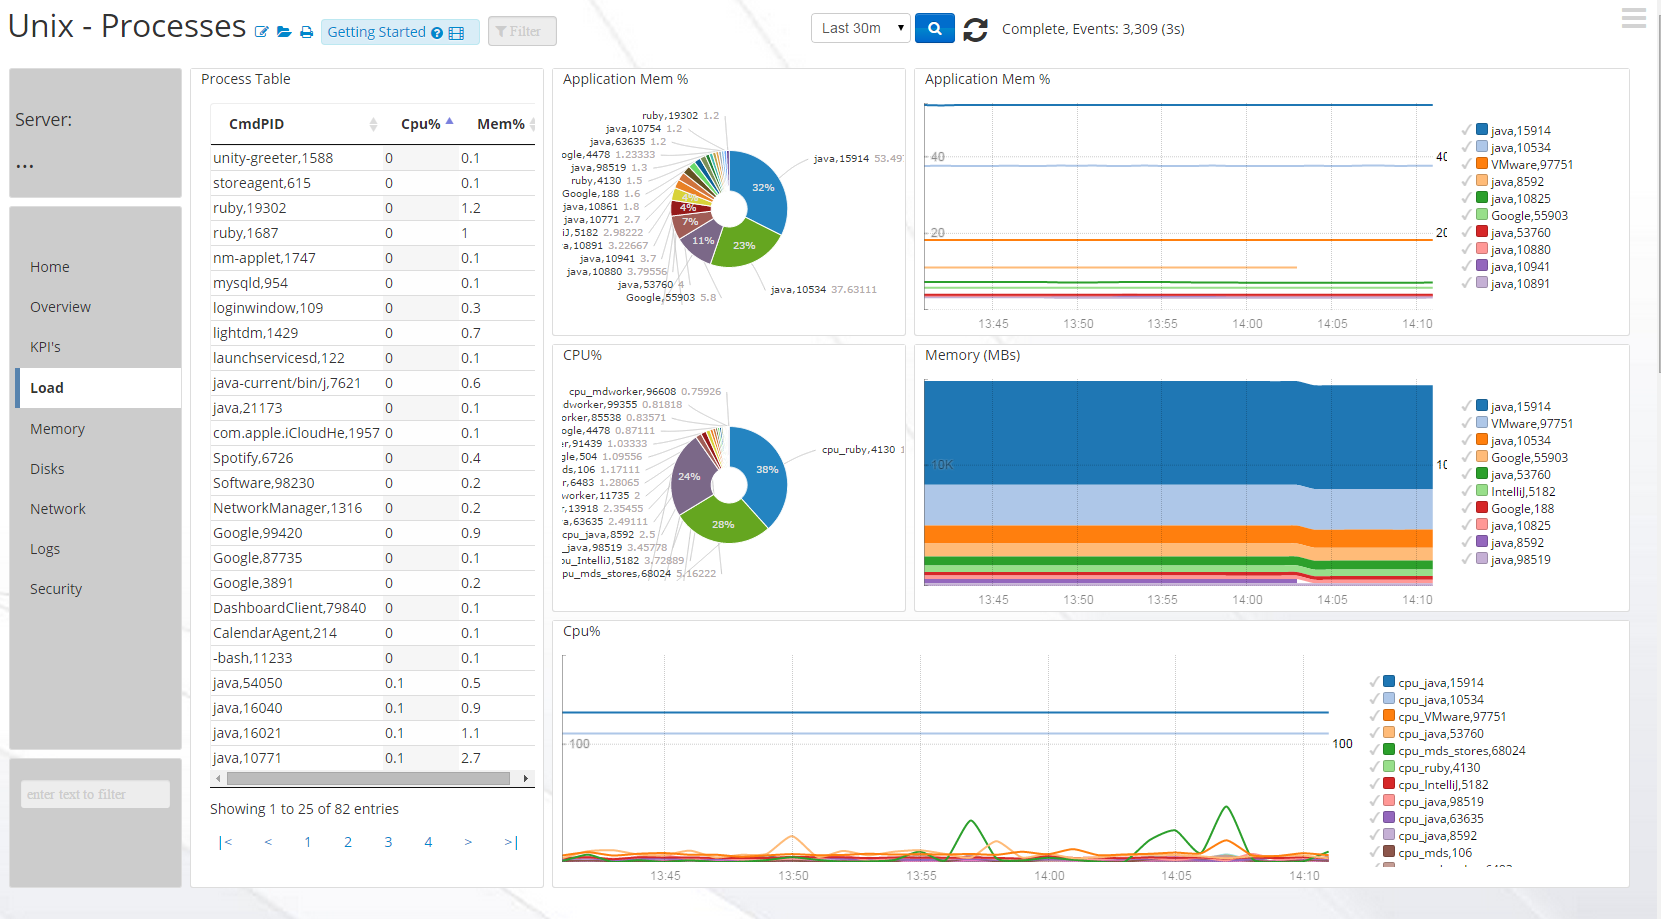 Unix - Processes
Getting Started
Filter
Last 30m
Complete, Events: 3,309 (3s)
Server:
...
Home
Overview
KPI's
Load
Memory
Disks
Network
Logs
Security
enter text to filter
Process Table
CmdPID Cpu% Mem%
unity-greeter,1588 0 0.1
storeagent,615 0 0.1
ruby,19302 0 1.2
ruby,1687 0 1
nm-applet,1747 0 0.1
mysqld,954 0 0.1
loginwindow,109 0 0.3
lightdm,1429 0 0.7
launchservicesd,122 0 0.1
java-current/bin/j,7621 0 0.6
java,21173 0 0.1
com.apple.iCloudHe,1957 0 0.1
Spotify,6726 0 0.4
Software,98230 0 0.2
NetworkManager,1316 0 0.2
Google,99420 0 0.9
Google,87735 0 0.1
Google,3891 0 0.2
DashboardClient,79840 0 0.1
CalendarAgent,214 0 0.1
-bash,11233 0 0.1
java,54050 0.1 0.5
java,16040 0.1 0.9
java,16021 0.1 1.1
java,10771 0.1 2.7
Showing 1 to 25 of 82 entries
|< < 1 2 3 4 > >|
Application Mem %
ruby,19302 1.2
java,10754 1.2
java,63635 1.2
ogle,4478 1.23333
java,98519 1.3
ruby,4130 1.5
Google,188 1.6
java,10861 1.8
java,10771 2.7
iJ,5182 2.98222
a,10891 3.22667
java,10941 3.7
java,10880 3.79556
java,53760 4
Google,55903 5.8
java,15914 53.497
java,10534 37.63111
32%
23%
11%
7%
4%
Application Mem %
40 40
20 20
13:45 13:50 13:55 14:00 14:05 14:10
java,15914
java,10534
VMware,97751
java,8592
java,10825
Google,55903
java,53760
java,10880
java,10941
java,10891
CPU%
cpu_mdworker,96608 0.75926
dworker,99355 0.81818
orker,85538 0.83571
ogle,4478 0.87111
er,91439 1.03333
gle,504 1.09556
ds,106 1.17111
er,6483 1.28065
worker,11735 2
r,13918 2.35455
a,63635 2.49111
cpu_java,8592 2.5
_java,98519 3.45778
pu_IntelliJ,5182 3.72889
pu_mds_stores,68024 5.16222
cpu_ruby,4130
38%
28%
24%
Memory (MBs)
10K 10
13:45 13:50 13:55 14:00 14:05 14:10
java,15914
VMware,97751
java,10534
Google,55903
java,53760
IntelliJ,5182
Google,188
java,10825
java,8592
java,98519
Cpu%
100 100
13:45 13:50 13:55 14:00 14:05 14:10
cpu_java,15914
cpu_java,10534
cpu_VMware,97751
cpu_java,53760
cpu_mds_stores,68024
cpu_ruby,4130
cpu_IntelliJ,5182
cpu_java,98519
cpu_java,63635
cpu_java,8592
cpu_mds,106